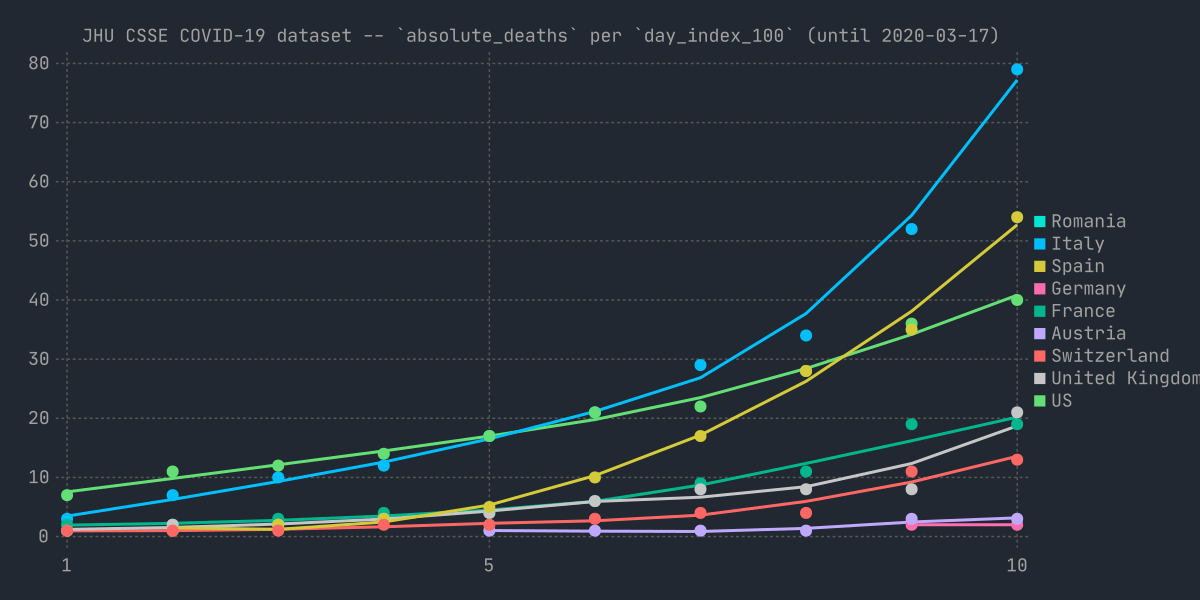 JHU CSSE COVID-19 dataset -- `absolute_deaths` per `day_index_100` (until 2020-03-17)
80
70
60
50
40
30
20
10
0
1
5
10
Romania
Italy
Spain
Germany
France
Austria
Switzerland
United Kingdom
US